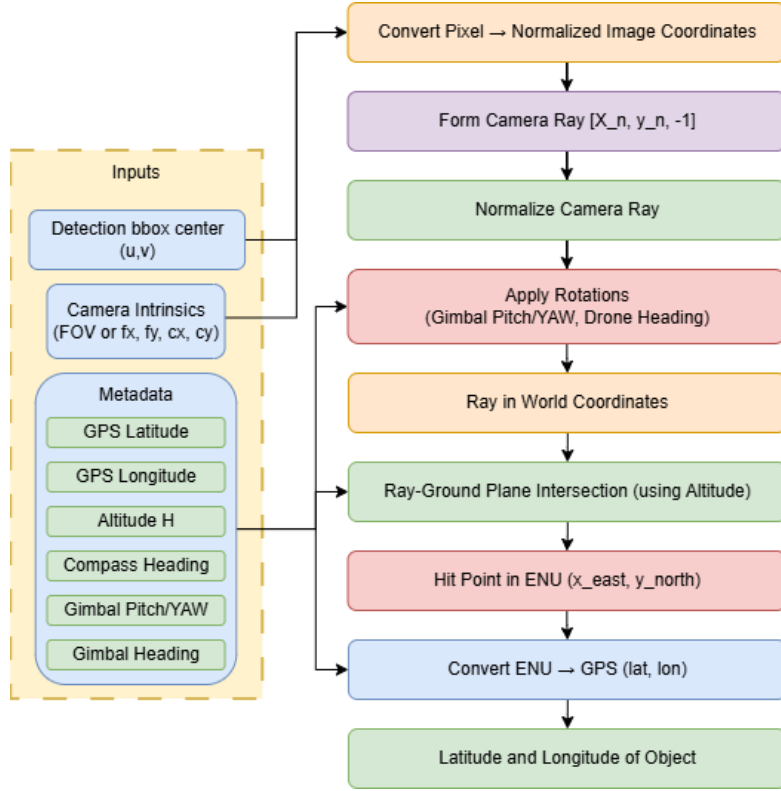 Inputs
Detection bbox center
(u,v)
Camera Intrinsics
(FOV or fx, fy, cx, cy)
Metadata
GPS Latitude
GPS Longitude
Altitude H
Compass Heading
Gimbal Pitch/YAW
Gimbal Heading
Convert Pixel → Normalized Image Coordinates
Form Camera Ray [X_n, y_n, -1]
Normalize Camera Ray
Apply Rotations
(Gimbal Pitch/YAW, Drone Heading)
Ray in World Coordinates
Ray-Ground Plane Intersection (using Altitude)
Hit Point in ENU (x_east, y_north)
Convert ENU → GPS (lat, lon)
Latitude and Longitude of Object